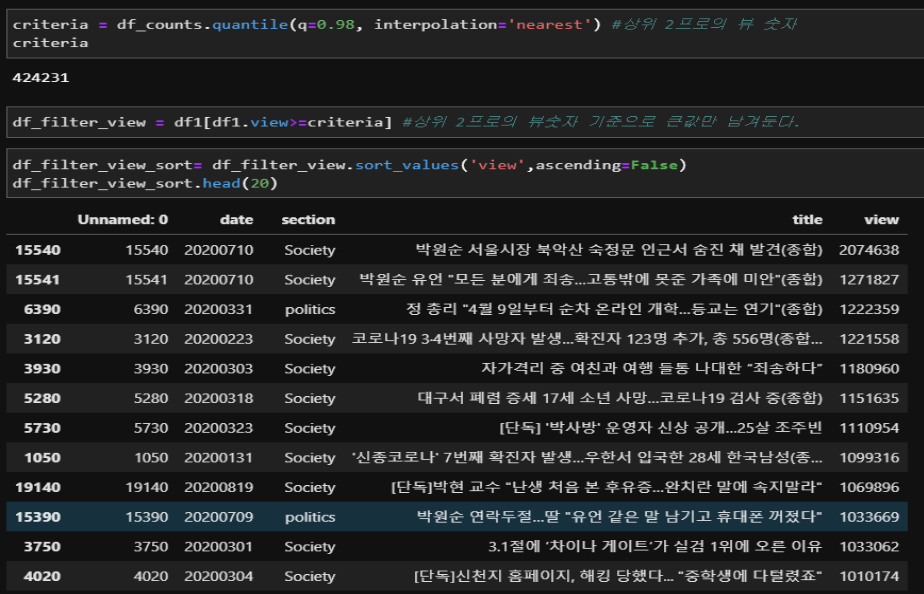 criteria = df_counts.quantile(q=0.98, interpolation='nearest') #상위 2프로의 뷰 숫자
criteria
424231
df_filter_view = df1[df1.view>=criteria] #상위 2프로의 뷰숫자 기준으로 큰값만 남겨둔다.
df_filter_view_sort= df_filter_view.sort_values('view',ascending=False)
df_filter_view_sort.head(20)
Unnamed: 0 date section title view
15540 15540 20200710 Society 박원순 서울시장 북악산 숙정문 인근서 숨진 채 발견(종합) 2074638
15541 15541 20200710 Society 박원순 유언 "모든 분에게 죄송...고통밖에 못준 가족에 미안"(종합) 1271827
6390 6390 20200331 politics 정 총리 "4월 9일부터 순차 온라인 개학...등교는 연기"(종합) 1222359
3120 3120 20200223 Society 코로나19 3·4번째 사망자 발생...확진자 123명 추가, 총 556명(종합... 1221558
3930 3930 20200303 Society 자가격리 중 여친과 여행 들통 나대한 “죄송하다” 1180960
5280 5280 20200318 Society 대구서 폐렴 증세 17세 소년 사망...코로나19 검사 중(종합) 1151635
5730 5730 20200323 Society [단독] '박사방' 운영자 신상 공개...25살 조주빈 1110954
1050 1050 20200131 Society '신종코로나' 7번째 확진자 발생...우한서 입국한 28세 한국남성(종... 1099316
19140 19140 20200819 Society [단독]박현 교수 "난생 처음 본 후유증...완치란 말에 속지말라" 1069896
15390 15390 20200709 politics 박원순 연락두절...딸 "유언 같은 말 남기고 휴대폰 꺼졌다" 1033669
3750 3750 20200301 Society 3.1절에 ‘차이나 게이트’가 실검 1위에 오른 이유 1033062
4020 4020 20200304 Society [단독]신천지 홈페이지, 해킹 당했다... “중학생에 다털렸죠” 1010174